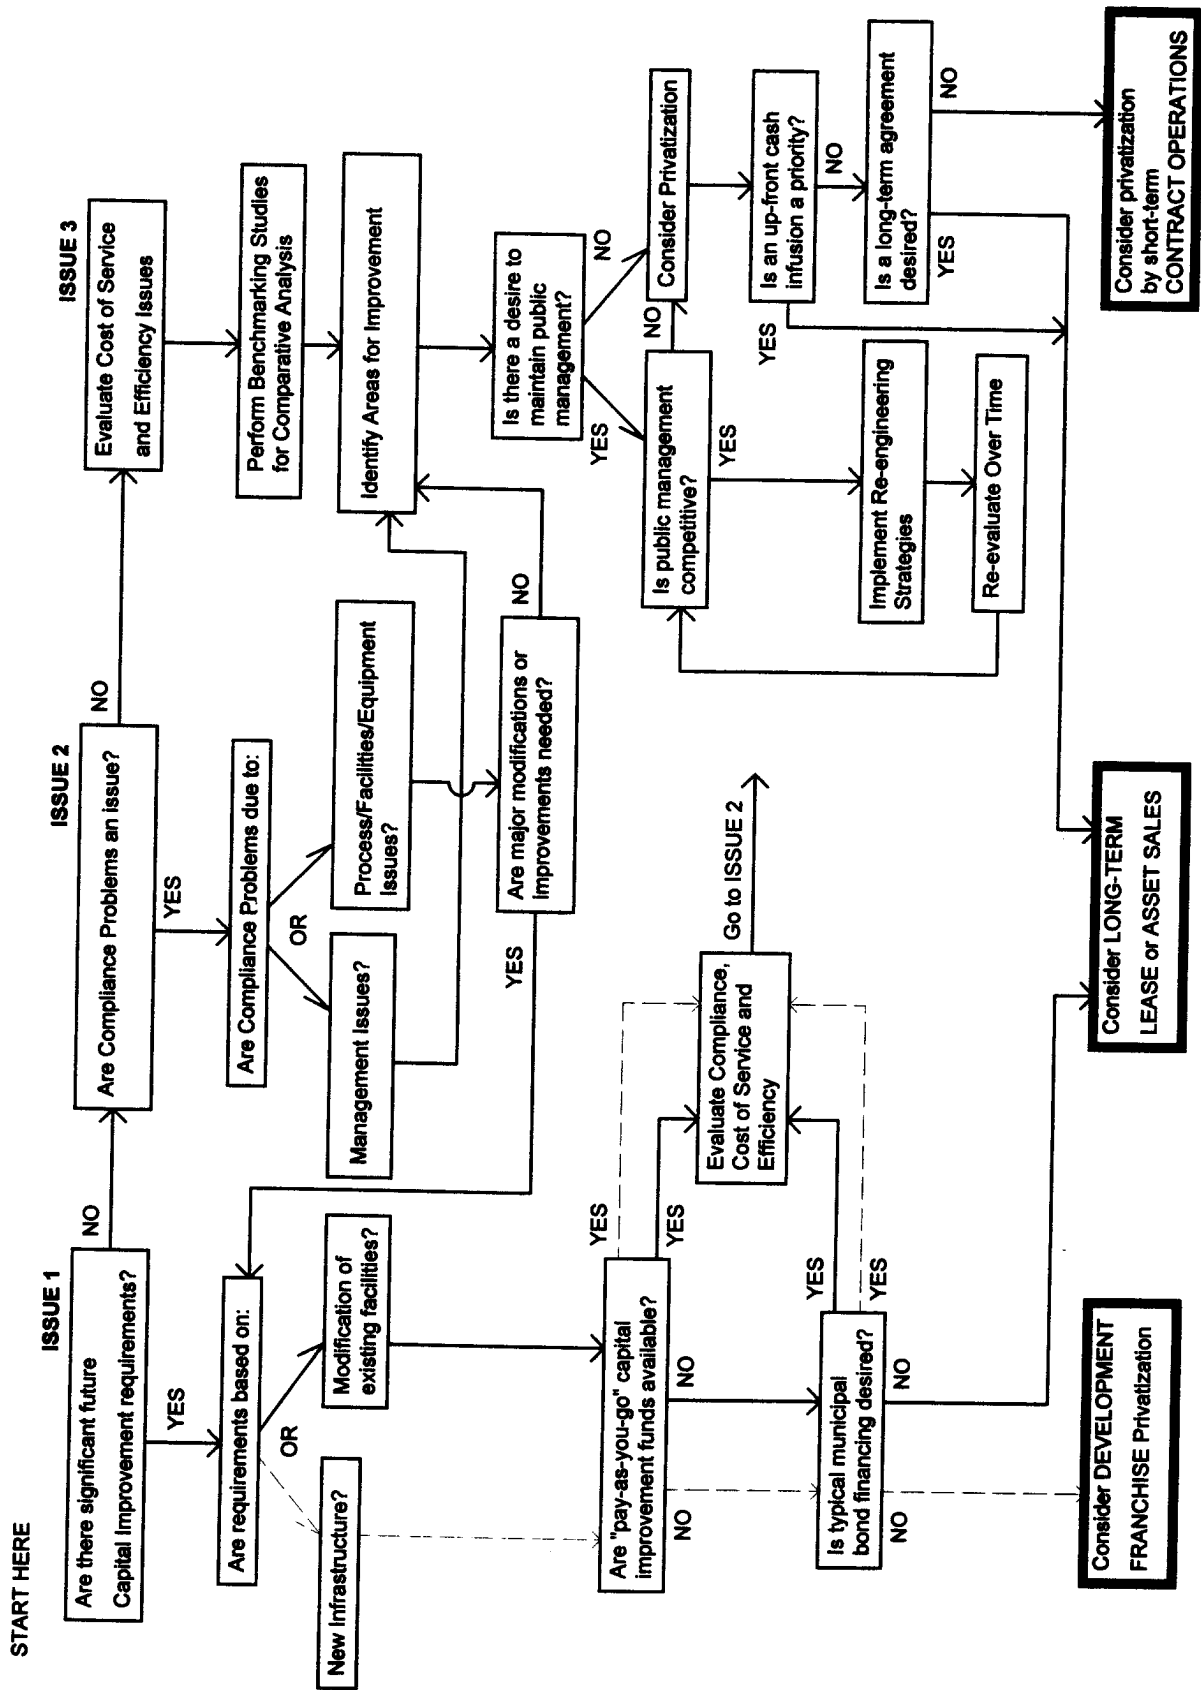 START HERE
ISSUE 1
Are there significant future
Capital Improvement requirements?
NO
YES
Are requirements based on:
OR
New Infrastructure?
Modification of
existing facilities?
Are "pay-as-you-go" capital
improvement funds available?
YES
YES
NO
NO
Is typical municipal
bond financing desired?
YES
YES
NO
NO
Evaluate Compliance,
Cost of Service and
Efficiency
Go to ISSUE 2
Consider DEVELOPMENT
FRANCHISE Privatization
ISSUE 2
Are Compliance Problems an issue?
NO
YES
Are Compliance Problems due to:
OR
Management Issues?
Process/Facilities/Equipment
Issues?
Are major modifications or
improvements needed?
YES
NO
Consider LONG-TERM
LEASE or ASSET SALES
ISSUE 3
Evaluate Cost of Service
and Efficiency Issues
Perform Benchmarking Studies
for Comparative Analysis
Identify Areas for Improvement
Is there a desire to
maintain public
management?
YES
NO
Is public management
competitive?
NO
YES
Consider Privatization
Implement Re-engineering
Strategies
Re-evaluate Over Time
Is an up-front cash
infusion a priority?
YES
NO
Is a long-term agreement
desired?
YES
NO
Consider privatization
by short-term
CONTRACT OPERATIONS